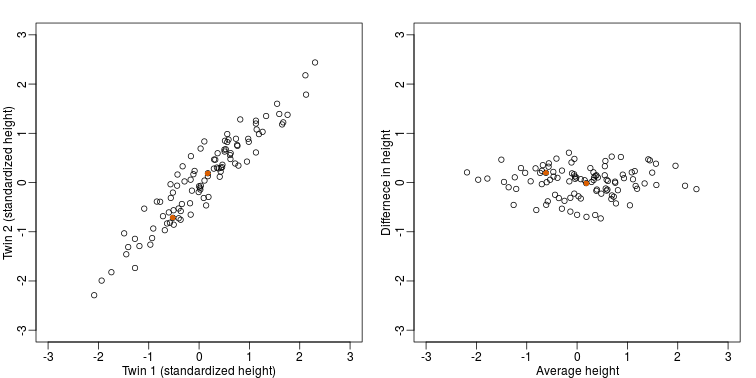 3
2
1
0
-1
-2
-3
-3 -2 -1 0 1 2 3
Twin 2 (standardized height)
Twin 1 (standardized height)
3
2
1
0
-1
-2
-3
-3 -2 -1 0 1 2 3
Differnece in height
Average height